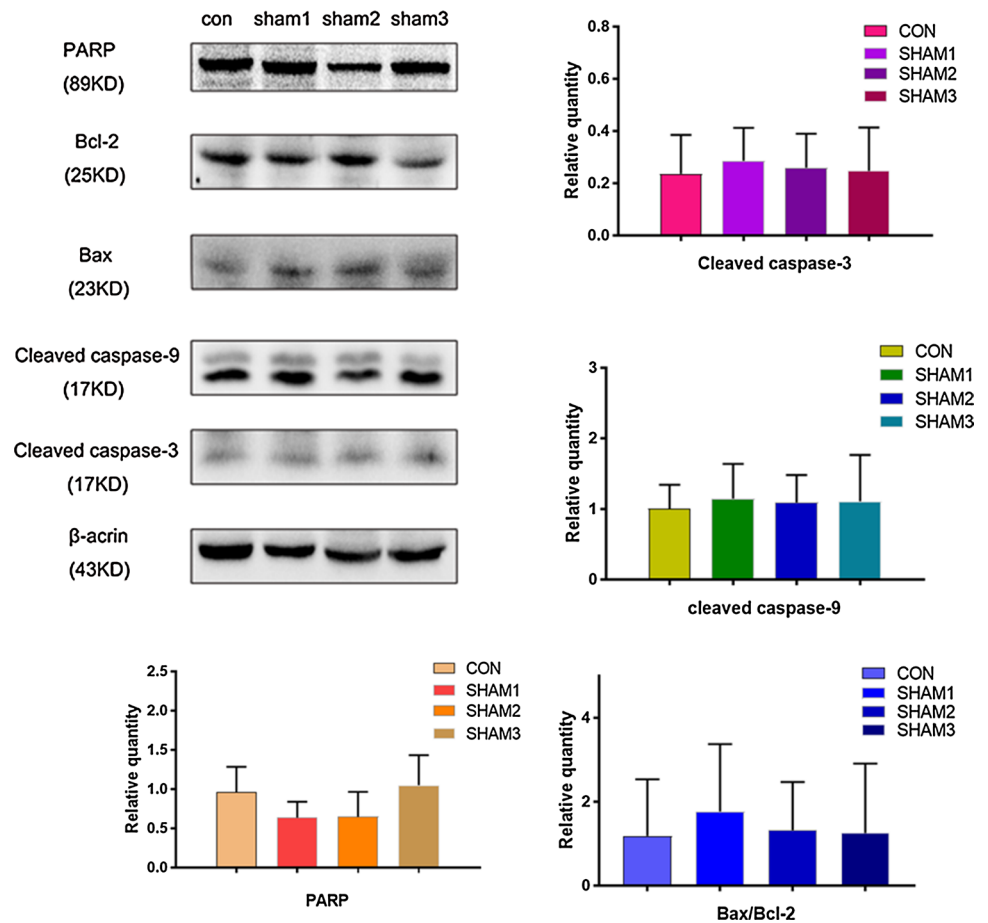 con sham1 sham2 sham3
PARP
(89KD)
Bcl-2
(25KD)
Bax
(23KD)
Cleaved caspase-9
(17KD)
Cleaved caspase-3
(17KD)
β-acrin
(43KD)
0.8
0.6
0.4
0.2
0.0
Relative quantity
CON
SHAM1
SHAM2
SHAM3
Cleaved caspase-3
3
2
1
0
Relative quantity
CON
SHAM1
SHAM2
SHAM3
cleaved caspase-9
2.5
2.0
1.5
1.0
0.5
0.0
Relative quantity
CON
SHAM1
SHAM2
SHAM3
PARP
4
2
0
Relative quantity
CON
SHAM1
SHAM2
SHAM3
Bax/Bcl-2